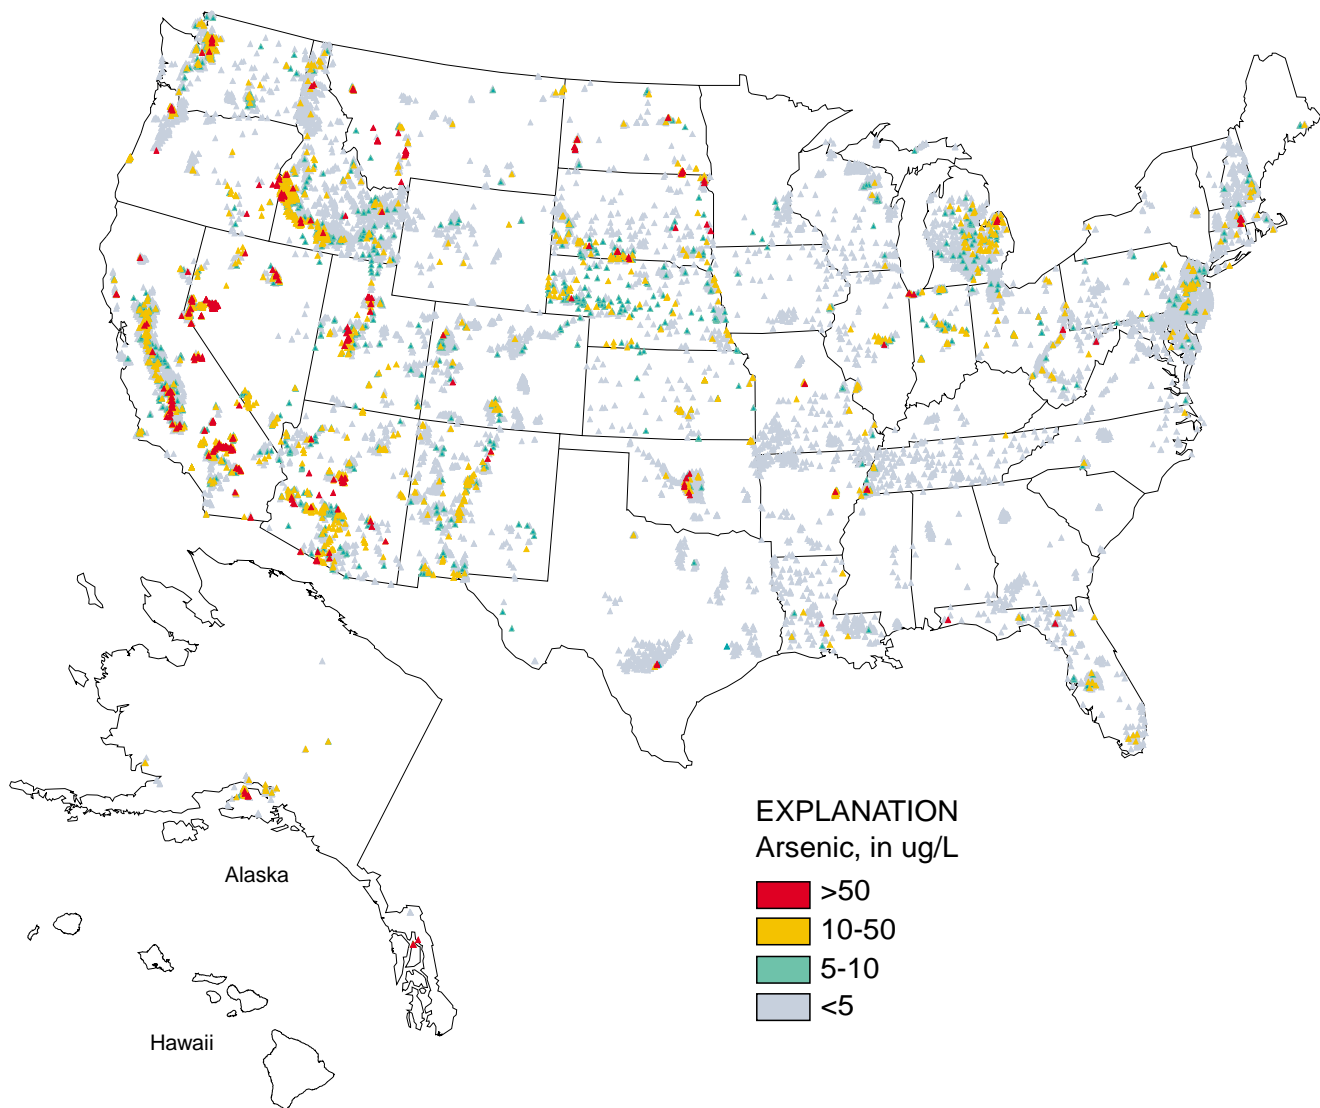 EXPLANATION
Arsenic, in ug/L
>50
10-50
5-10
<5
Alaska
Hawaii